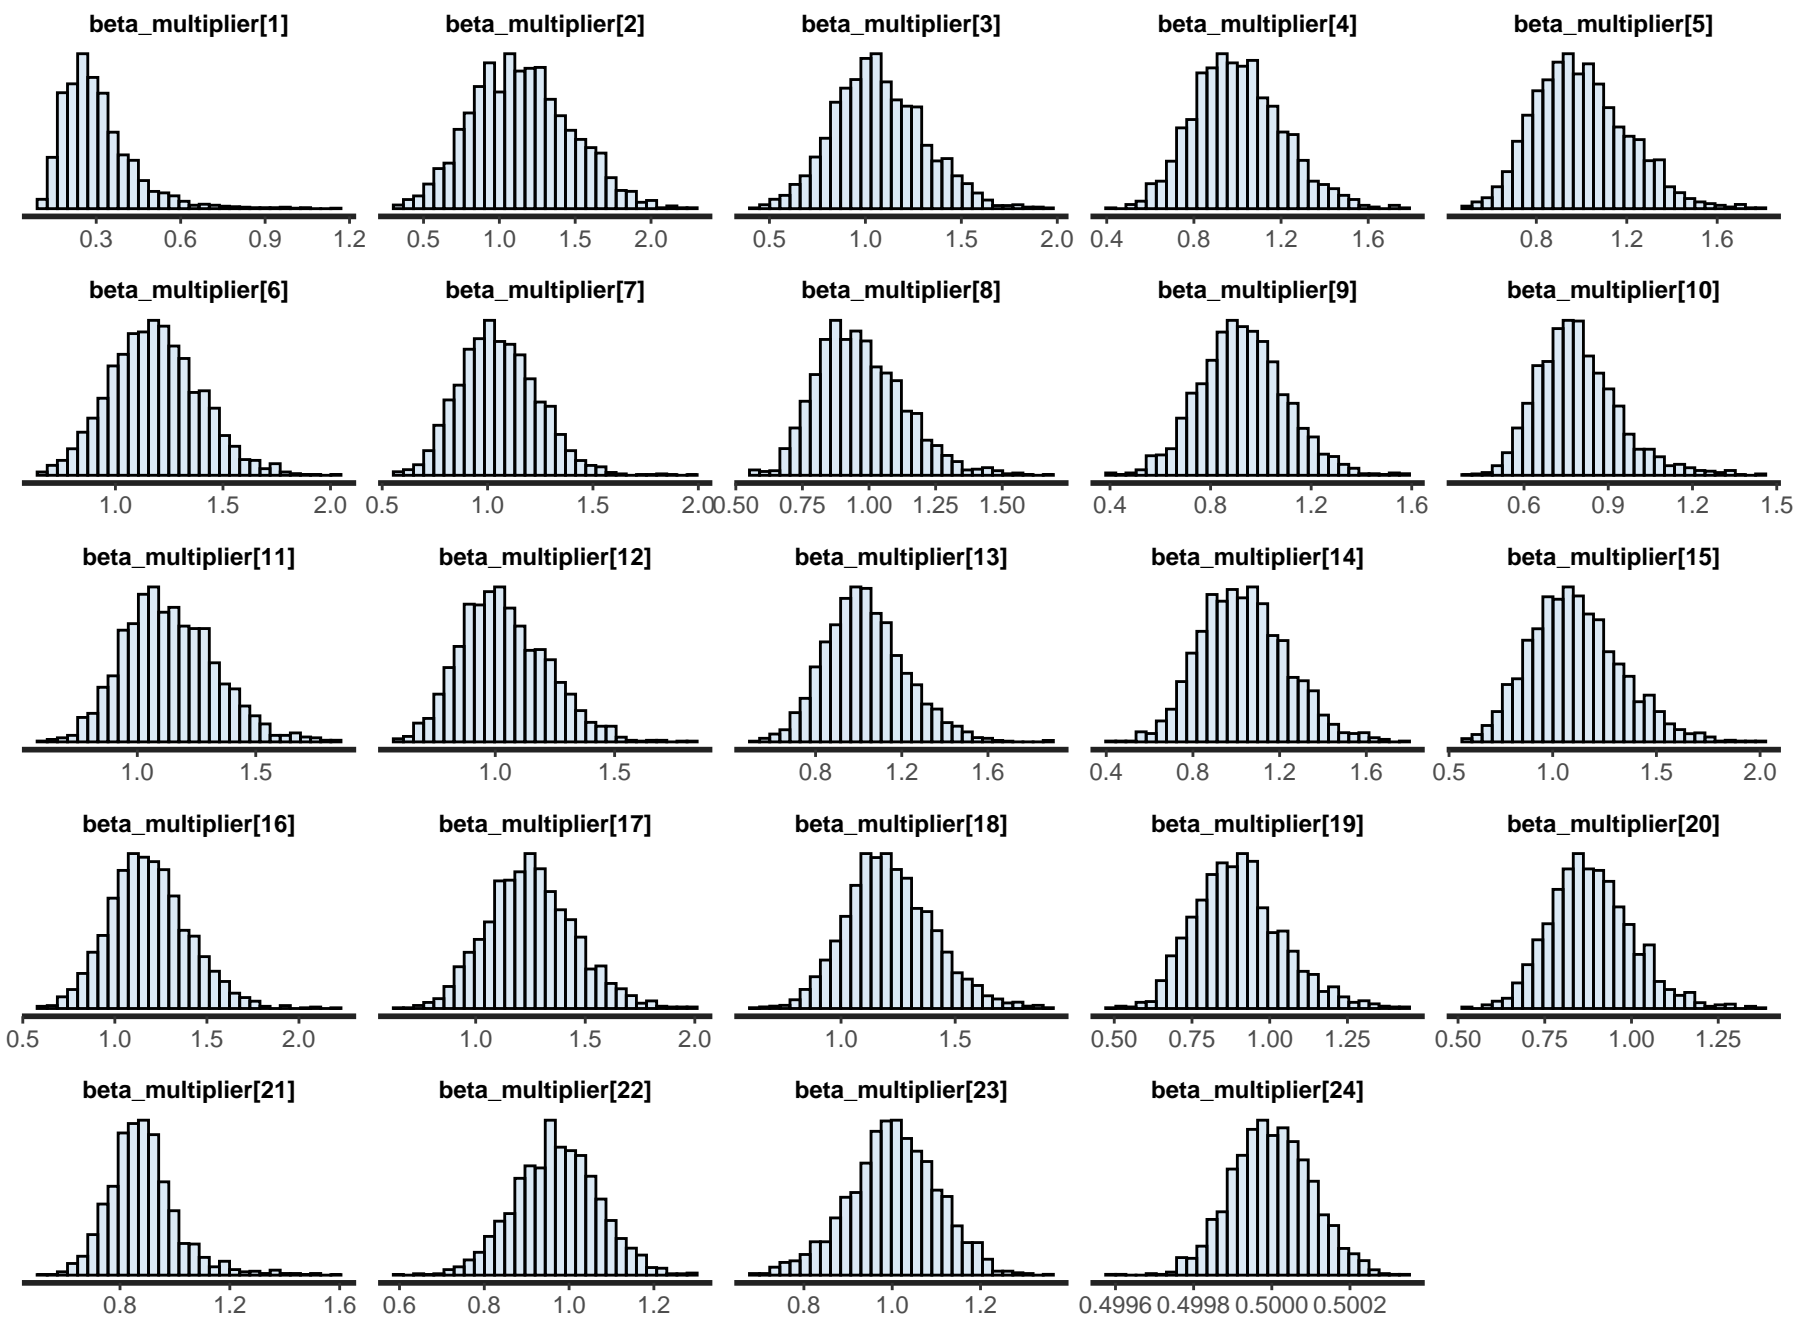 beta_multiplier[1] beta_multiplier[2] beta_multiplier[3] beta_multiplier[4] beta_multiplier[5]
0.3 0.6 0.9 1.2 0.5 1.0 1.5 2.0 0.5 1.0 1.5 2.0 0.4 0.8 1.2 1.6 0.8 1.2 1.6
beta_multiplier[6] beta_multiplier[7] beta_multiplier[8] beta_multiplier[9] beta_multiplier[10]
1.0 1.5 2.0 0.5 1.0 1.5 2.0 0.50 0.75 1.00 1.25 1.50 0.4 0.8 1.2 1.6 0.6 0.9 1.2 1.5
beta_multiplier[11] beta_multiplier[12] beta_multiplier[13] beta_multiplier[14] beta_multiplier[15]
1.0 1.5 1.0 1.5 0.8 1.2 1.6 0.4 0.8 1.2 1.6 0.5 1.0 1.5 2.0
beta_multiplier[16] beta_multiplier[17] beta_multiplier[18] beta_multiplier[19] beta_multiplier[20]
0.5 1.0 1.5 2.0 1.0 1.5 2.0 1.0 1.5 0.50 0.75 1.00 1.25 0.50 0.75 1.00 1.25
beta_multiplier[21] beta_multiplier[22] beta_multiplier[23] beta_multiplier[24]
0.8 1.2 1.6 0.6 0.8 1.0 1.2 0.8 1.0 1.2 0.4996 0.4998 0.5000 0.5002